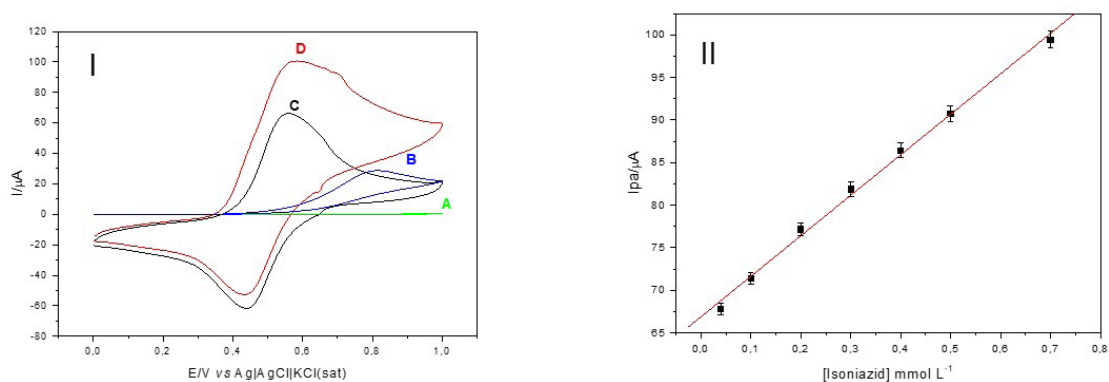 I
120
100
80
60
40
20
0
-20
-40
-60
-80
I/µA
D
C
B
A
0,0 0,2 0,4 0,6 0,8 1,0
E/V vs Ag|AgCl|KCl(sat)
II
100
95
90
85
80
75
70
65
Ipa/µA
0,0 0,1 0,2 0,3 0,4 0,5 0,6 0,7 0,8
[Isoniazid] mmol L⁻¹